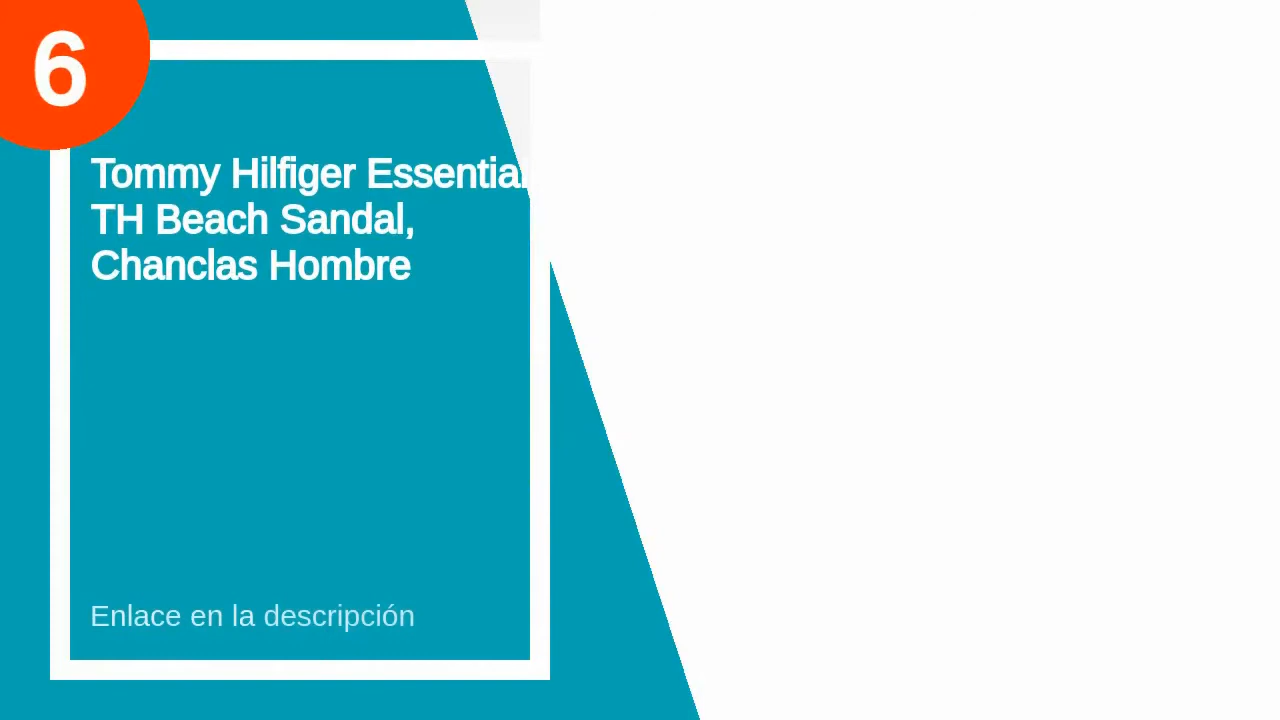 6
Tommy Hilfiger Essential
TH Beach Sandal,
Chanclas Hombre
Enlace en la descripción